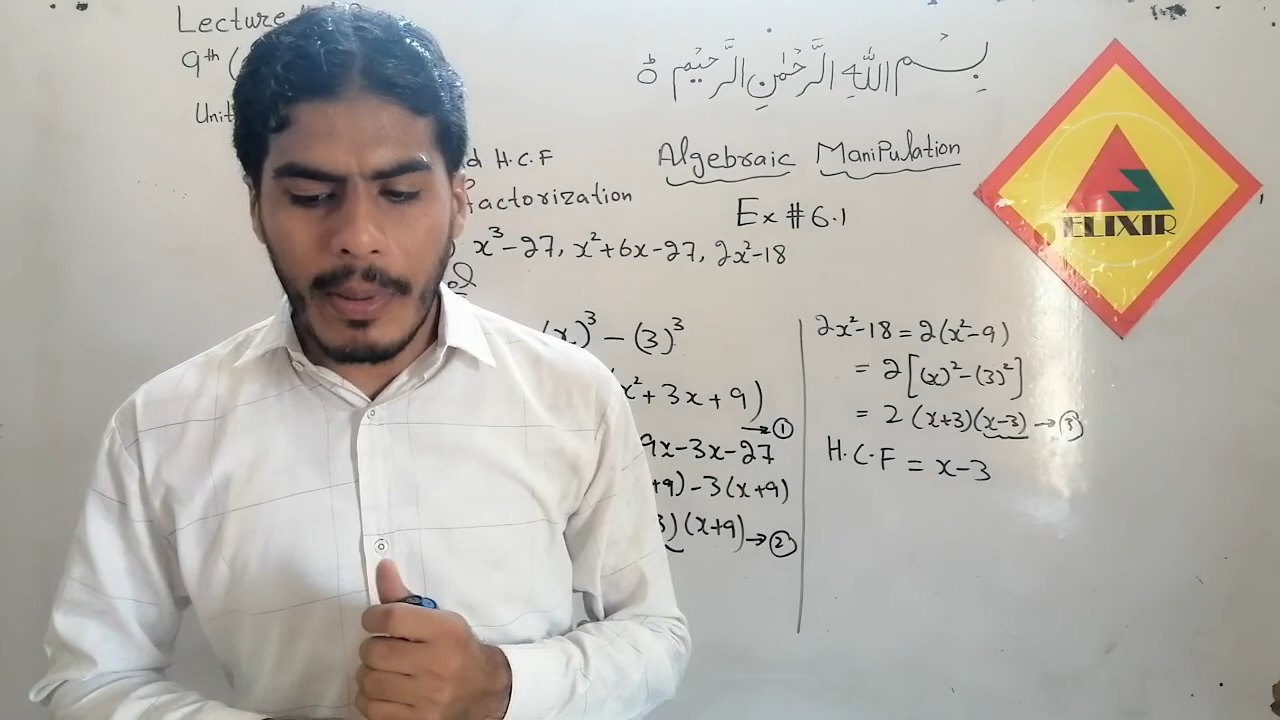 Lecture
9th (
Unit
بِسْمِ اللّٰهِ الرَّحْمٰنِ الرَّحِيْمِ ط
Algebraic Manipulation
H.C.F
factorization
Ex #6.1
x³-27, x²+6x-27, 2x²-18
(x)³ - (3)³
x²+3x+9) → ①
9x-3x-27
+9) -3(x+9)
3)(x+9) → ②
2x²-18 = 2(x²-9)
= 2[(x)²-(3)²]
= 2 (x+3)(x-3) → ③
H.C.F = x-3
ELIXIR